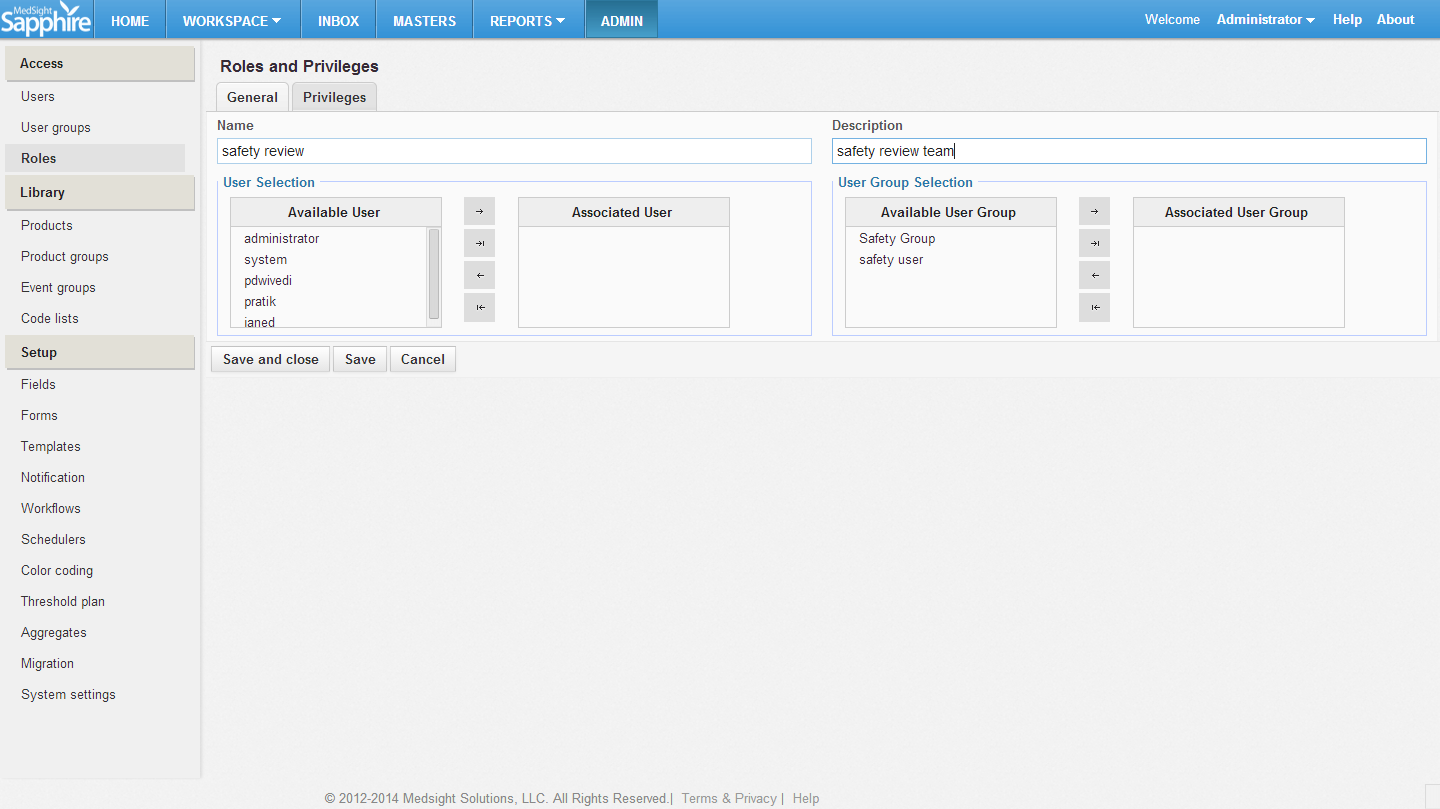 MedSight
Sapphire
HOME
WORKSPACE
INBOX
MASTERS
REPORTS
ADMIN
Welcome
Administrator
Help
About
Access
Users
User groups
Roles
Library
Products
Product groups
Event groups
Code lists
Setup
Fields
Forms
Templates
Notification
Workflows
Schedulers
Color coding
Threshold plan
Aggregates
Migration
System settings
Roles and Privileges
General
Privileges
Name
safety review
Description
safety review team
User Selection
Available User
administrator
system
pdwivedi
pratik
Associated User
User Group Selection
Available User Group
Safety Group
safety user
Associated User Group
Save and close
Save
Cancel
© 2012-2014 Medsight Solutions, LLC. All Rights Reserved.| Terms & Privacy | Help